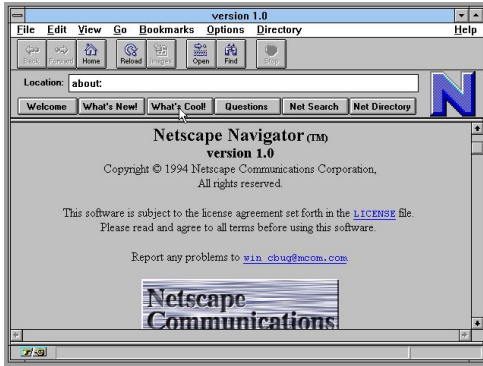 version 1.0
File Edit View Go Bookmarks Options Directory Help
Back Forward Home Reload Images Open Find Stop
Location: about:
Welcome What's New! What's Cool! Questions Net Search Net Directory
N
Netscape Navigator (TM)
version 1.0
Copyright © 1994 Netscape Communications Corporation,
All rights reserved.
This software is subject to the license agreement set forth in the LICENSE file.
Please read and agree to all terms before using this software.
Report any problems to win_cbug@mcom.com
Netscape
Communications